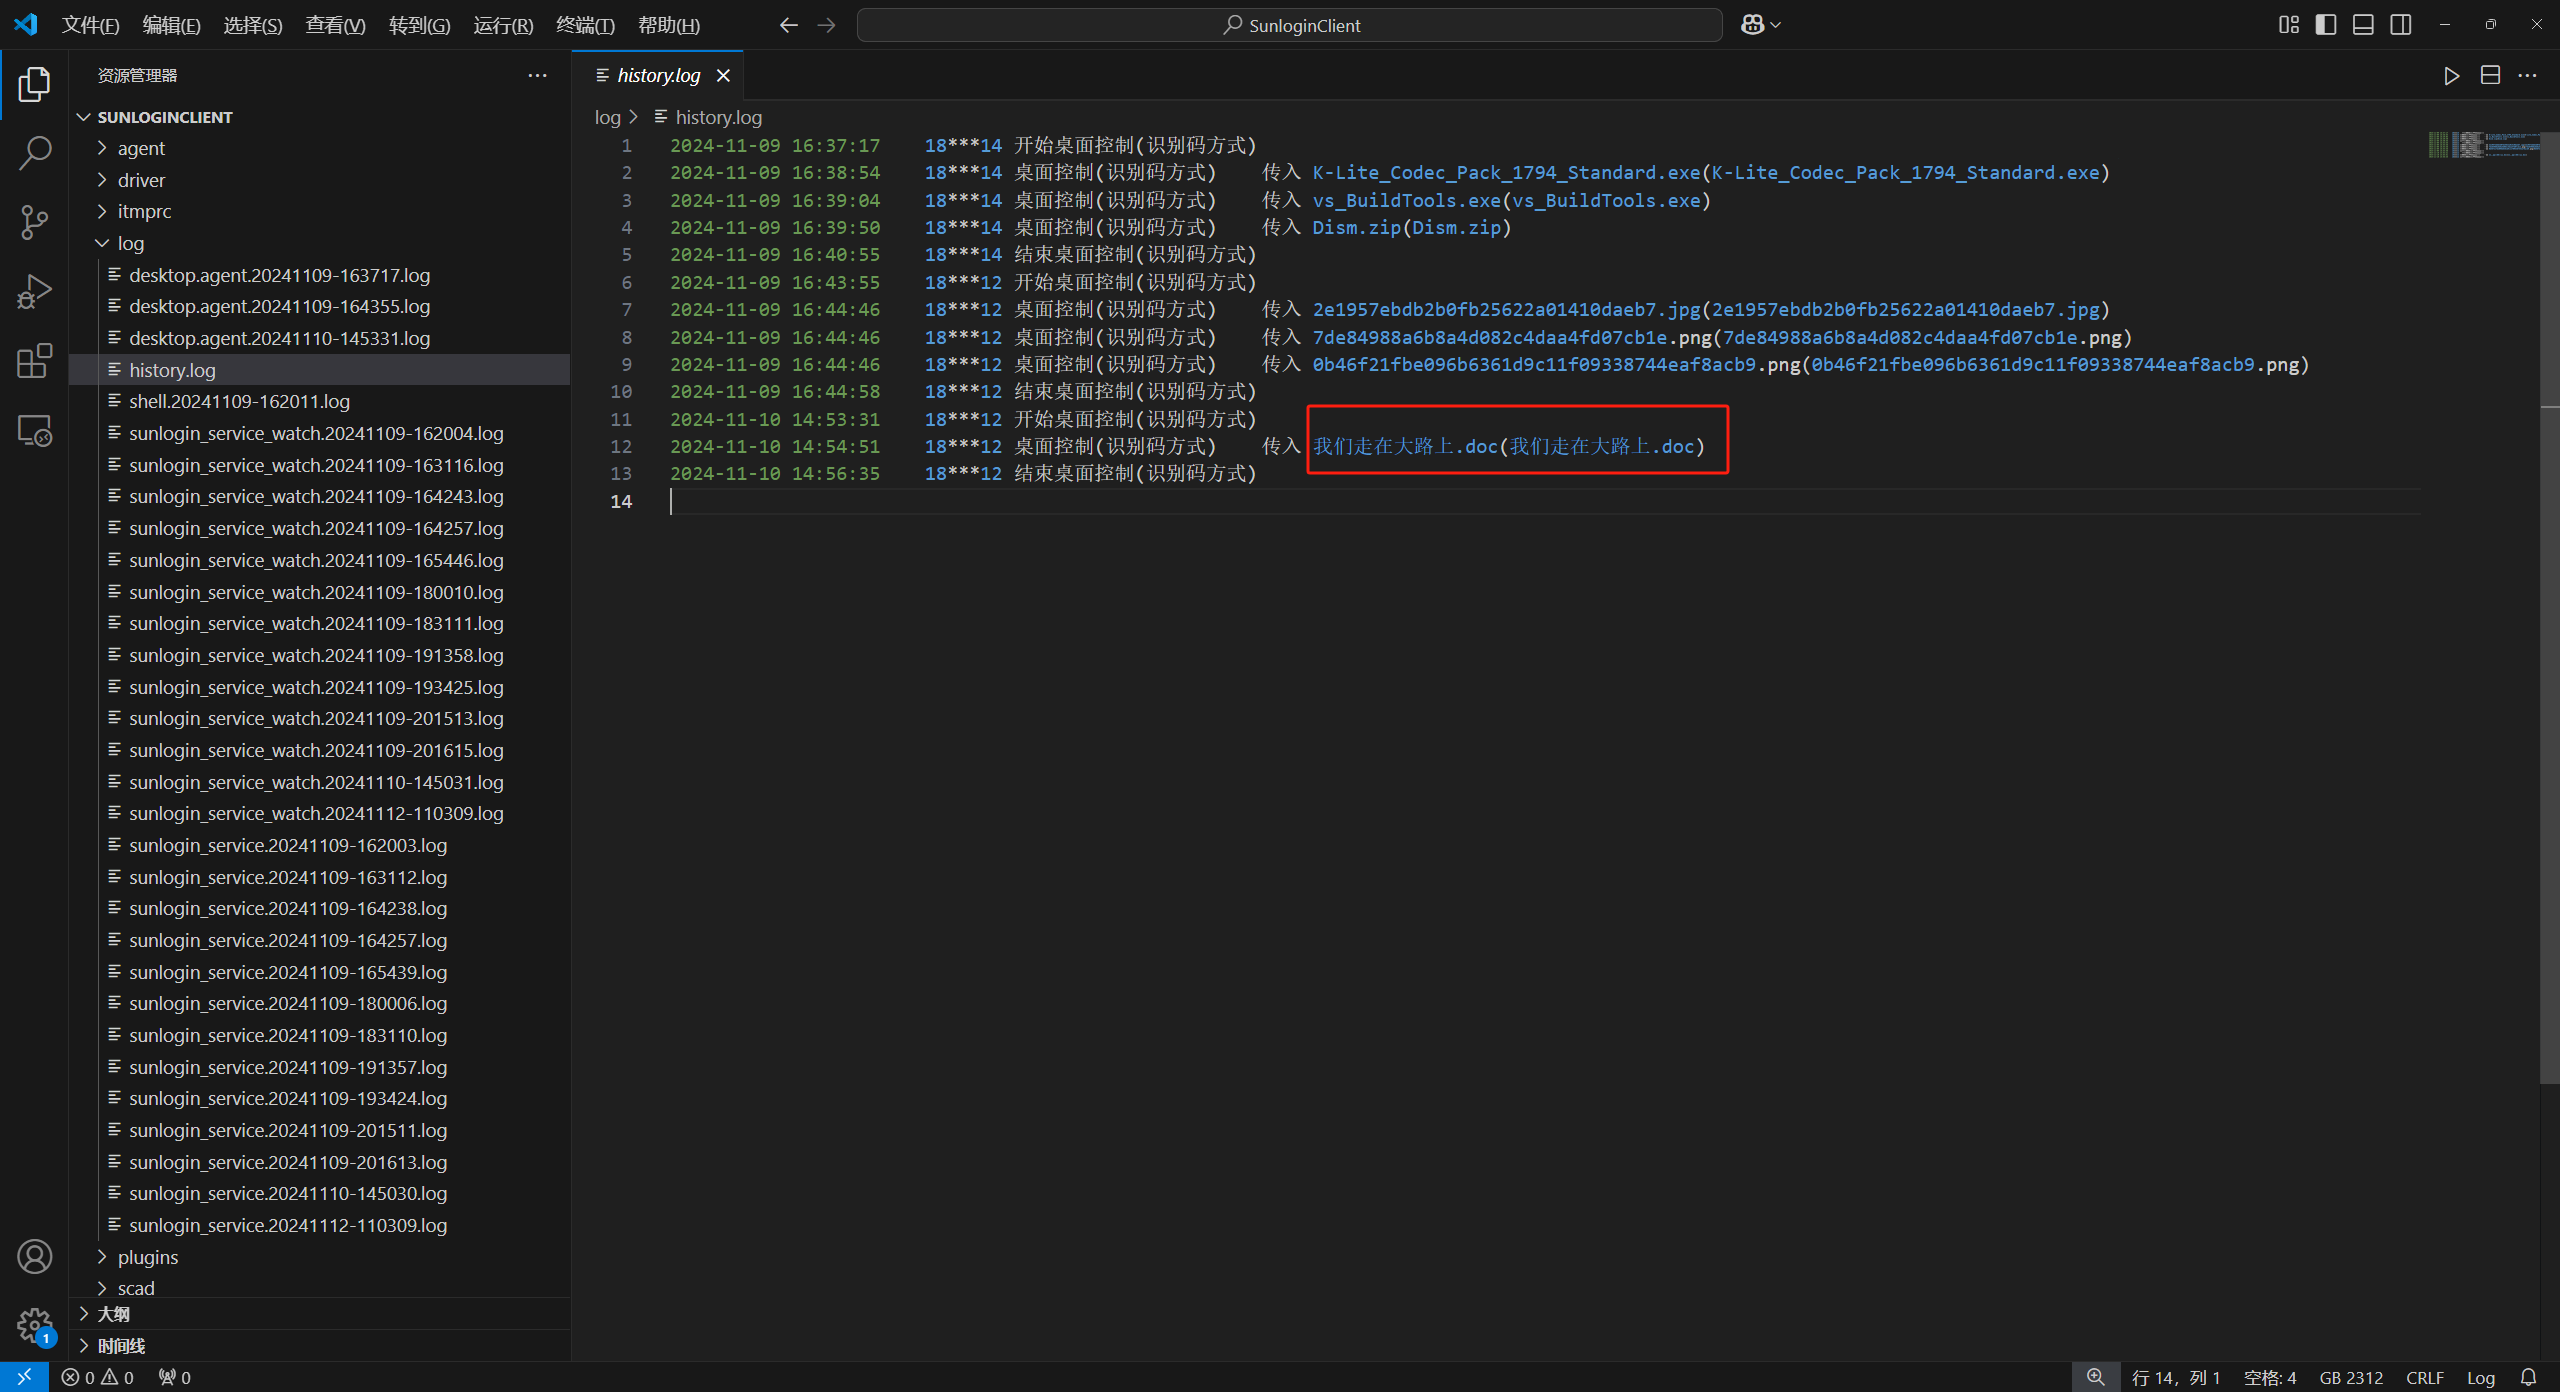 文件(F) 编辑(E) 选择(S) 查看(V) 转到(G) 运行(R) 终端(T) 帮助(H) SunloginClient
资源管理器
SUNLOGINCLIENT
agent
driver
itmprc
log
desktop.agent.20241109-163717.log
desktop.agent.20241109-164355.log
desktop.agent.20241110-145331.log
history.log
shell.20241109-162011.log
sunlogin_service_watch.20241109-162004.log
sunlogin_service_watch.20241109-163116.log
sunlogin_service_watch.20241109-164243.log
sunlogin_service_watch.20241109-164257.log
sunlogin_service_watch.20241109-165446.log
sunlogin_service_watch.20241109-180010.log
sunlogin_service_watch.20241109-183111.log
sunlogin_service_watch.20241109-191358.log
sunlogin_service_watch.20241109-193425.log
sunlogin_service_watch.20241109-201513.log
sunlogin_service_watch.20241109-201615.log
sunlogin_service_watch.20241110-145031.log
sunlogin_service_watch.20241112-110309.log
sunlogin_service.20241109-162003.log
sunlogin_service.20241109-163112.log
sunlogin_service.20241109-164238.log
sunlogin_service.20241109-164257.log
sunlogin_service.20241109-165439.log
sunlogin_service.20241109-180006.log
sunlogin_service.20241109-183110.log
sunlogin_service.20241109-191357.log
sunlogin_service.20241109-193424.log
sunlogin_service.20241109-201511.log
sunlogin_service.20241109-201613.log
sunlogin_service.20241110-145030.log
sunlogin_service.20241112-110309.log
plugins
scad
大纲
时间线
1
history.log
log > history.log
1 2024-11-09 16:37:17 18***14 开始桌面控制(识别码方式)
2 2024-11-09 16:38:54 18***14 桌面控制(识别码方式) 传入 K-Lite_Codec_Pack_1794_Standard.exe(K-Lite_Codec_Pack_1794_Standard.exe)
3 2024-11-09 16:39:04 18***14 桌面控制(识别码方式) 传入 vs_BuildTools.exe(vs_BuildTools.exe)
4 2024-11-09 16:39:50 18***14 桌面控制(识别码方式) 传入 Dism.zip(Dism.zip)
5 2024-11-09 16:40:55 18***14 结束桌面控制(识别码方式)
6 2024-11-09 16:43:55 18***12 开始桌面控制(识别码方式)
7 2024-11-09 16:44:46 18***12 桌面控制(识别码方式) 传入 2e1957ebdb2b0fb25622a01410daeb7.jpg(2e1957ebdb2b0fb25622a01410daeb7.jpg)
8 2024-11-09 16:44:46 18***12 桌面控制(识别码方式) 传入 7de84988a6b8a4d082c4daa4fd07cb1e.png(7de84988a6b8a4d082c4daa4fd07cb1e.png)
9 2024-11-09 16:44:46 18***12 桌面控制(识别码方式) 传入 0b46f21fbe096b6361d9c11f09338744eaf8acb9.png(0b46f21fbe096b6361d9c11f09338744eaf8acb9.png)
10 2024-11-09 16:44:58 18***12 结束桌面控制(识别码方式)
11 2024-11-10 14:53:31 18***12 开始桌面控制(识别码方式)
12 2024-11-10 14:54:51 18***12 桌面控制(识别码方式) 传入 我们走在大路上.doc(我们走在大路上.doc)
13 2024-11-10 14:56:35 18***12 结束桌面控制(识别码方式)
14
0 0 0 行 14, 列 1 空格: 4 GB 2312 CRLF Log